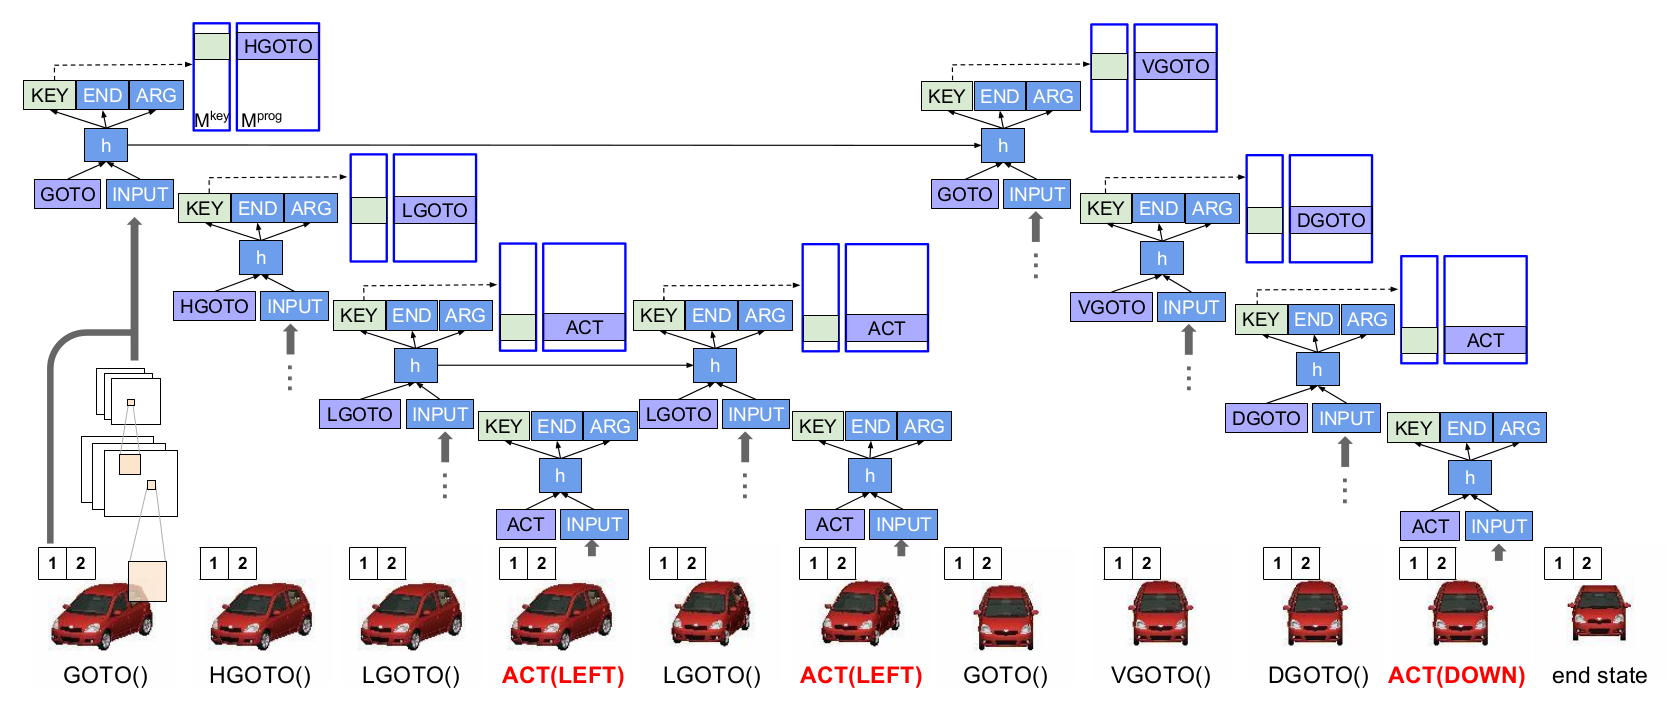 HGOTO
VGOTO
KEY END ARG
M^key M^prog
KEY END ARG
h
h
GOTO INPUT
GOTO INPUT
KEY END ARG
LGOTO
KEY END ARG
DGOTO
h
h
HGOTO INPUT
VGOTO INPUT
KEY END ARG
ACT
KEY END ARG
ACT
KEY END ARG
ACT
h
h
h
LGOTO INPUT
LGOTO INPUT
DGOTO INPUT
KEY END ARG
KEY END ARG
KEY END ARG
h
h
h
ACT INPUT
ACT INPUT
ACT INPUT
1 2
1 2
1 2
1 2
1 2
1 2
1 2
1 2
1 2
1 2
1 2
GOTO() HGOTO() LGOTO() ACT(LEFT) LGOTO() ACT(LEFT) GOTO() VGOTO() DGOTO() ACT(DOWN) end state